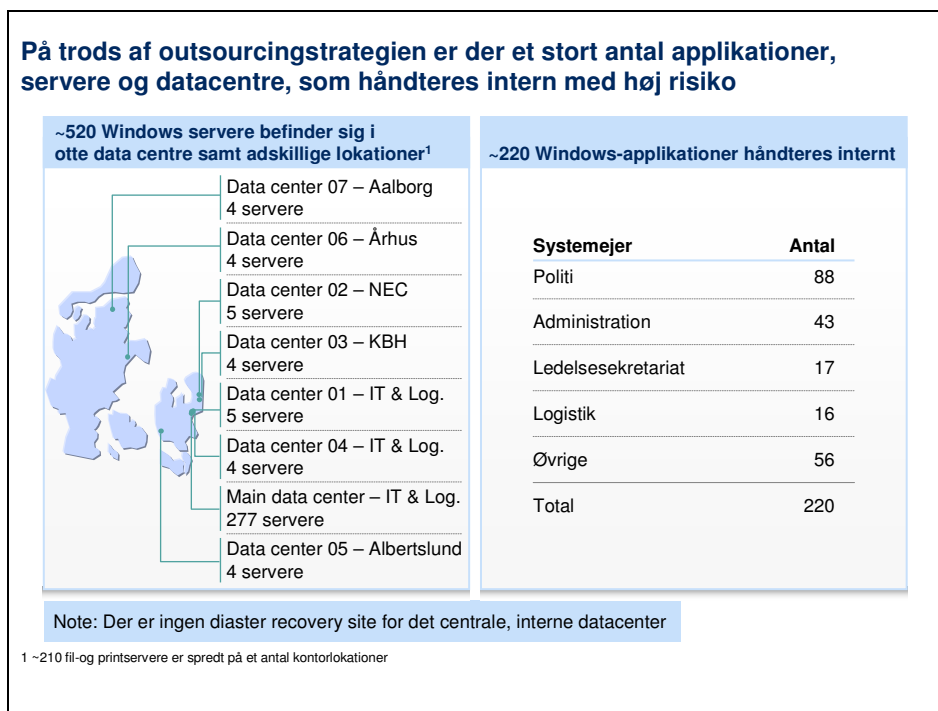 På trods af outsourcingstrategien er der et stort antal applikationer,
servere og datacentre, som håndteres intern med høj risiko
~520 Windows servere befinder sig i
otte data centre samt adskillige lokationer1
Data center 07 – Aalborg
4 servere
Data center 06 – Århus
4 servere
Data center 02 – NEC
5 servere
Data center 03 – KBH
4 servere
Data center 01 – IT & Log.
5 servere
Data center 04 – IT & Log.
4 servere
Main data center – IT & Log.
277 servere
Data center 05 – Albertslund
4 servere
~220 Windows-applikationer håndteres internt
Systemejer Antal
Politi 88
Administration 43
Ledelsesekretariat 17
Logistik 16
Øvrige 56
Total 220
Note: Der er ingen diaster recovery site for det centrale, interne datacenter
1 ~210 fil-og printservere er spredt på et antal kontorlokationer